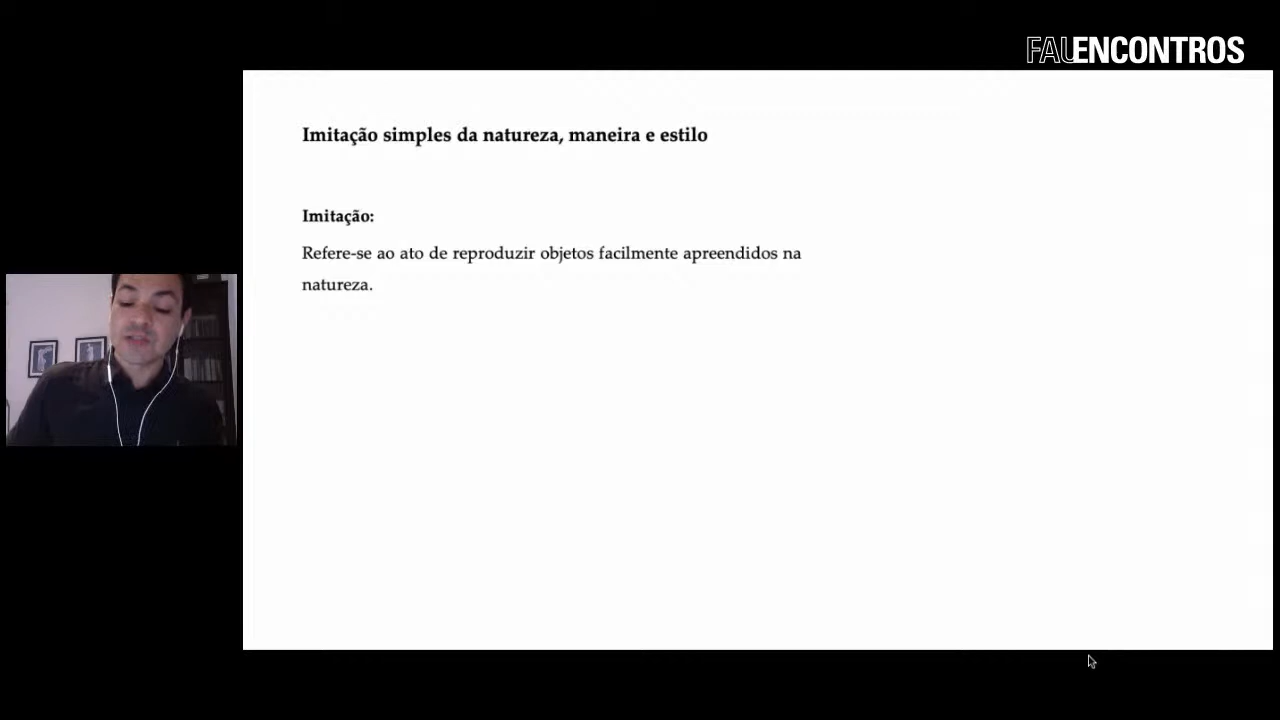 FAUENCONTROS
Imitação simples da natureza, maneira e estilo
Imitação:
Refere-se ao ato de reproduzir objetos facilmente apreendidos na
natureza.